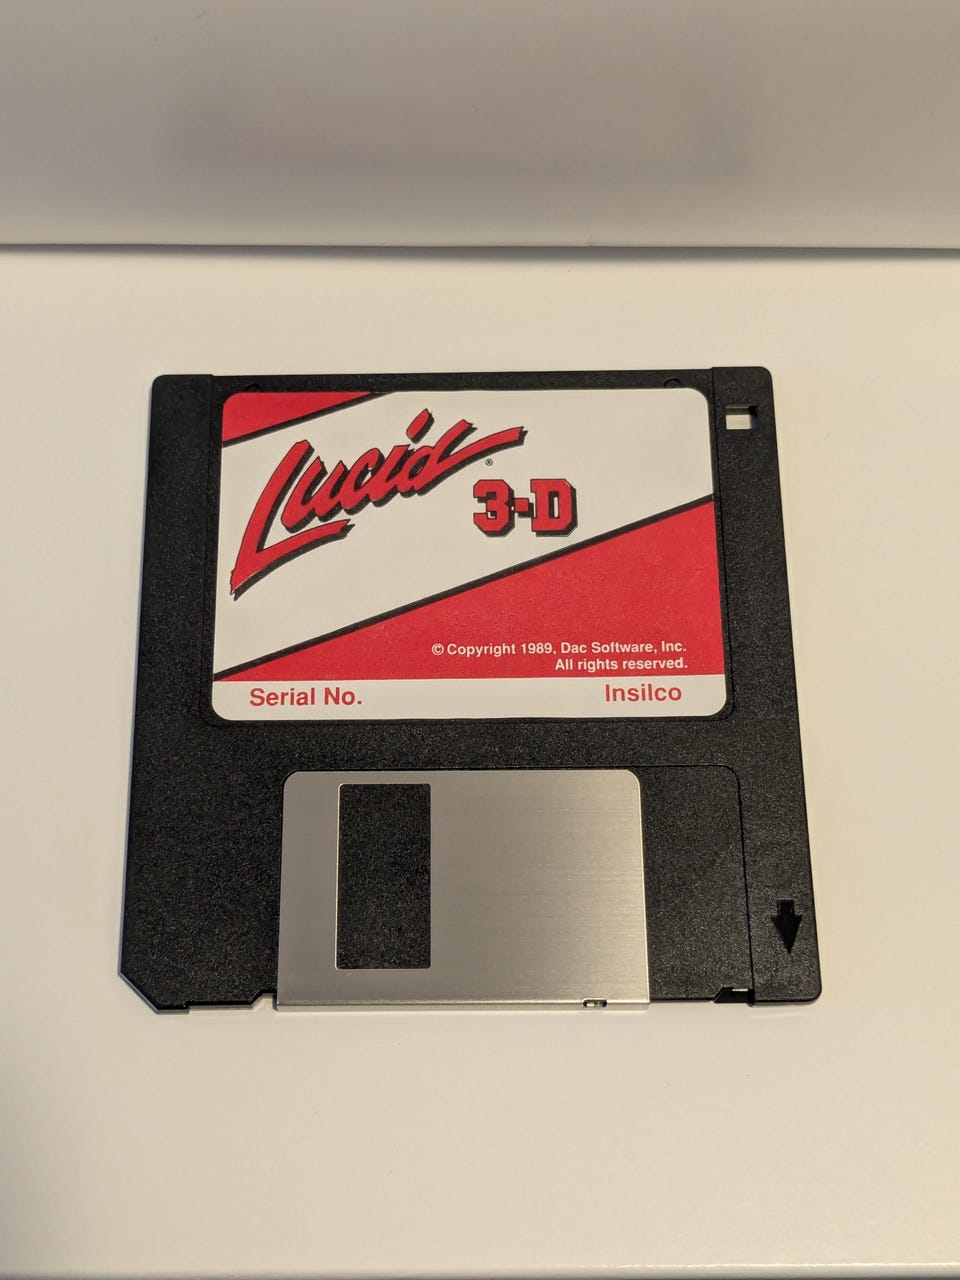 Lucid®
3-D
© Copyright 1989, Dac Software, Inc.
All rights reserved.
Serial No. Insilco